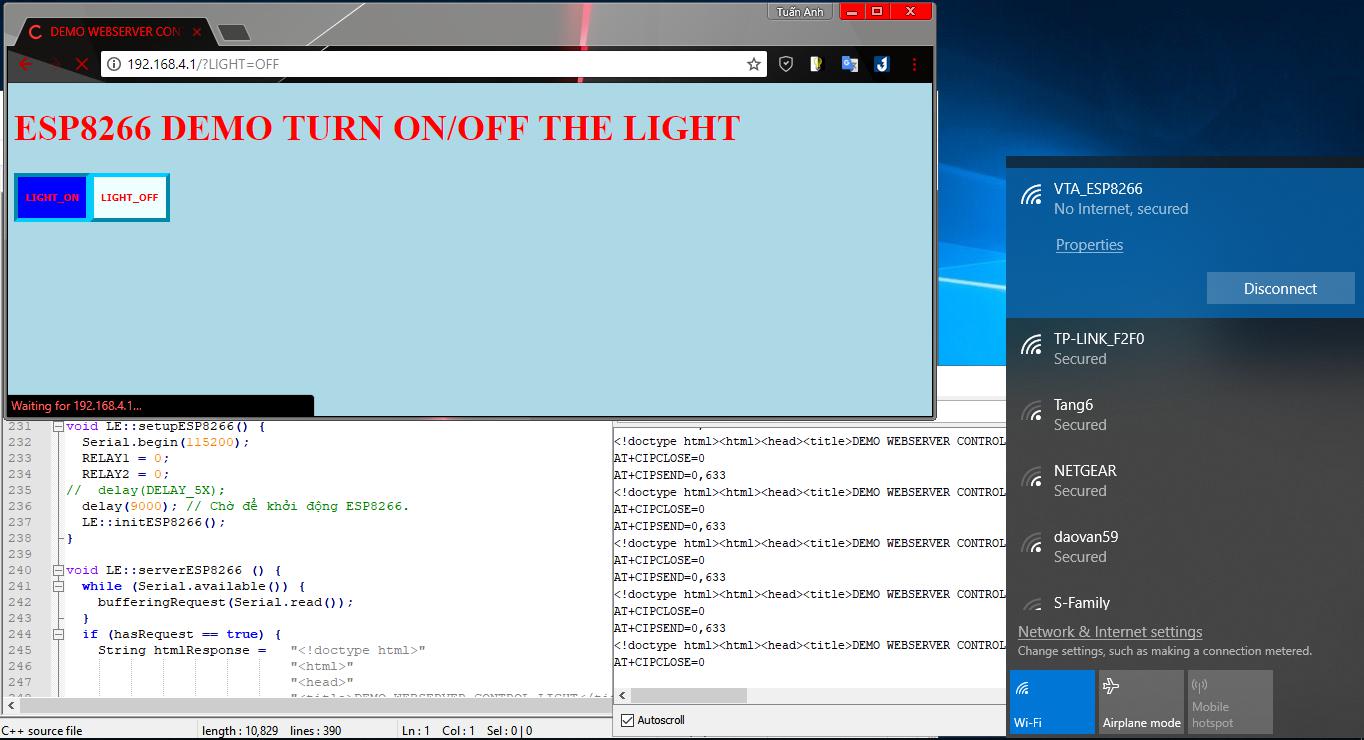 Tuấn Anh
DEMO WEBSERVER CON
192.168.4.1/?LIGHT=OFF
ESP8266 DEMO TURN ON/OFF THE LIGHT
LIGHT_ON
LIGHT_OFF
Waiting for 192.168.4.1...
231 void LE::setupESP8266() {
232 Serial.begin(115200);
233 RELAY1 = 0;
234 RELAY2 = 0;
235 // delay(DELAY_5X);
236 delay(9000); // Chờ để khởi động ESP8266.
237 LE::initESP8266();
238 }
239
240 void LE::serverESP8266 () {
241 while (Serial.available()) {
242 bufferingRequest(Serial.read());
243 }
244 if (hasRequest == true) {
245 String htmlResponse = "<!doctype html>"
246 "<html>"
247 "<head>"
C++ source file
length : 10,829 lines : 390
Ln : 1 Col : 1 Sel : 0 | 0
<!doctype html><html><head><title>DEMO WEBSERVER CONTROL
AT+CIPCLOSE=0
AT+CIPSEND=0,633
<!doctype html><html><head><title>DEMO WEBSERVER CONTROL
AT+CIPCLOSE=0
AT+CIPSEND=0,633
<!doctype html><html><head><title>DEMO WEBSERVER CONTROL
AT+CIPCLOSE=0
AT+CIPSEND=0,633
<!doctype html><html><head><title>DEMO WEBSERVER CONTROL
AT+CIPCLOSE=0
AT+CIPSEND=0,633
<!doctype html><html><head><title>DEMO WEBSERVER CONTROL
AT+CIPCLOSE=0
Autoscroll
VTA_ESP8266
No Internet, secured
Properties
Disconnect
TP-LINK_F2F0
Secured
Tang6
Secured
NETGEAR
Secured
daovan59
Secured
S-Family
Network & Internet settings
Change settings, such as making a connection metered.
Wi-Fi
Airplane mode
Mobile
hotspot